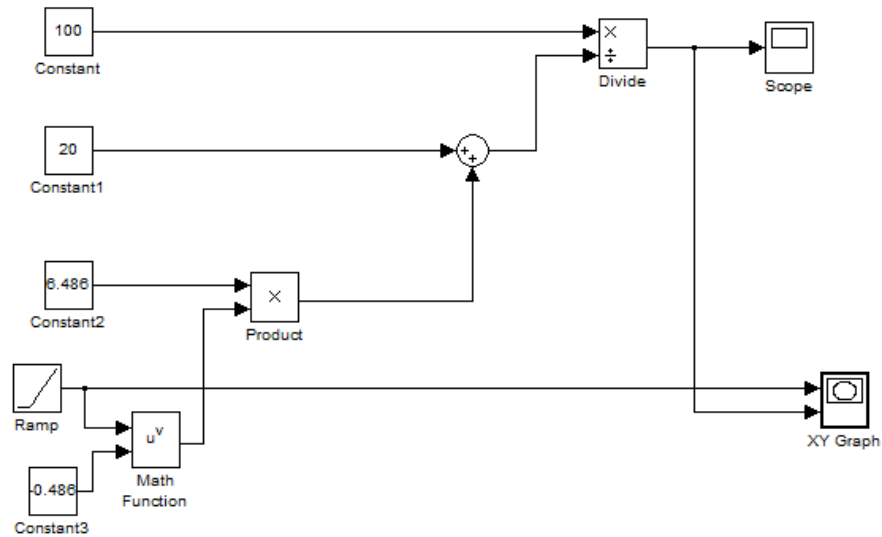 100
Constant
×
÷
Divide
Scope
20
Constant1
+
+
6.486
Constant2
×
Product
Ramp
u^v
Math
Function
-0.486
Constant3
XY Graph